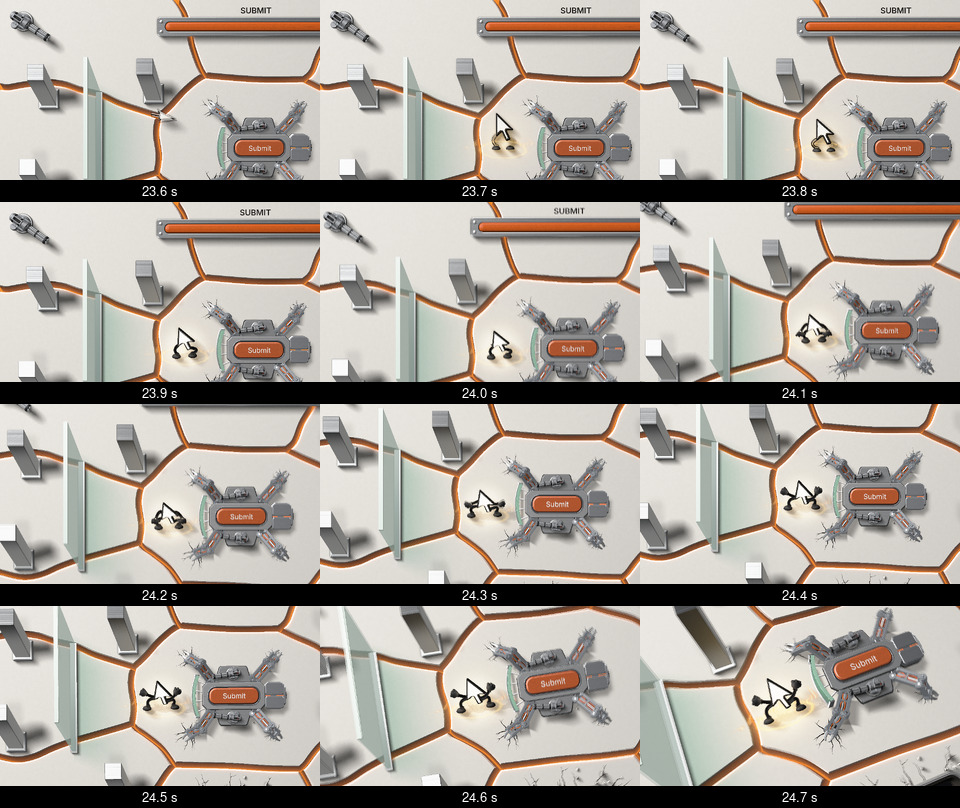 SUBMIT
SUBMIT
SUBMIT
Submit
Submit
Submit
23.6 s
23.7 s
23.8 s
SUBMIT
SUBMIT
Submit
Submit
Submit
23.9 s
24.0 s
24.1 s
Submit
Submit
Submit
24.2 s
24.3 s
24.4 s
Submit
Submit
Submit
24.5 s
24.6 s
24.7 s